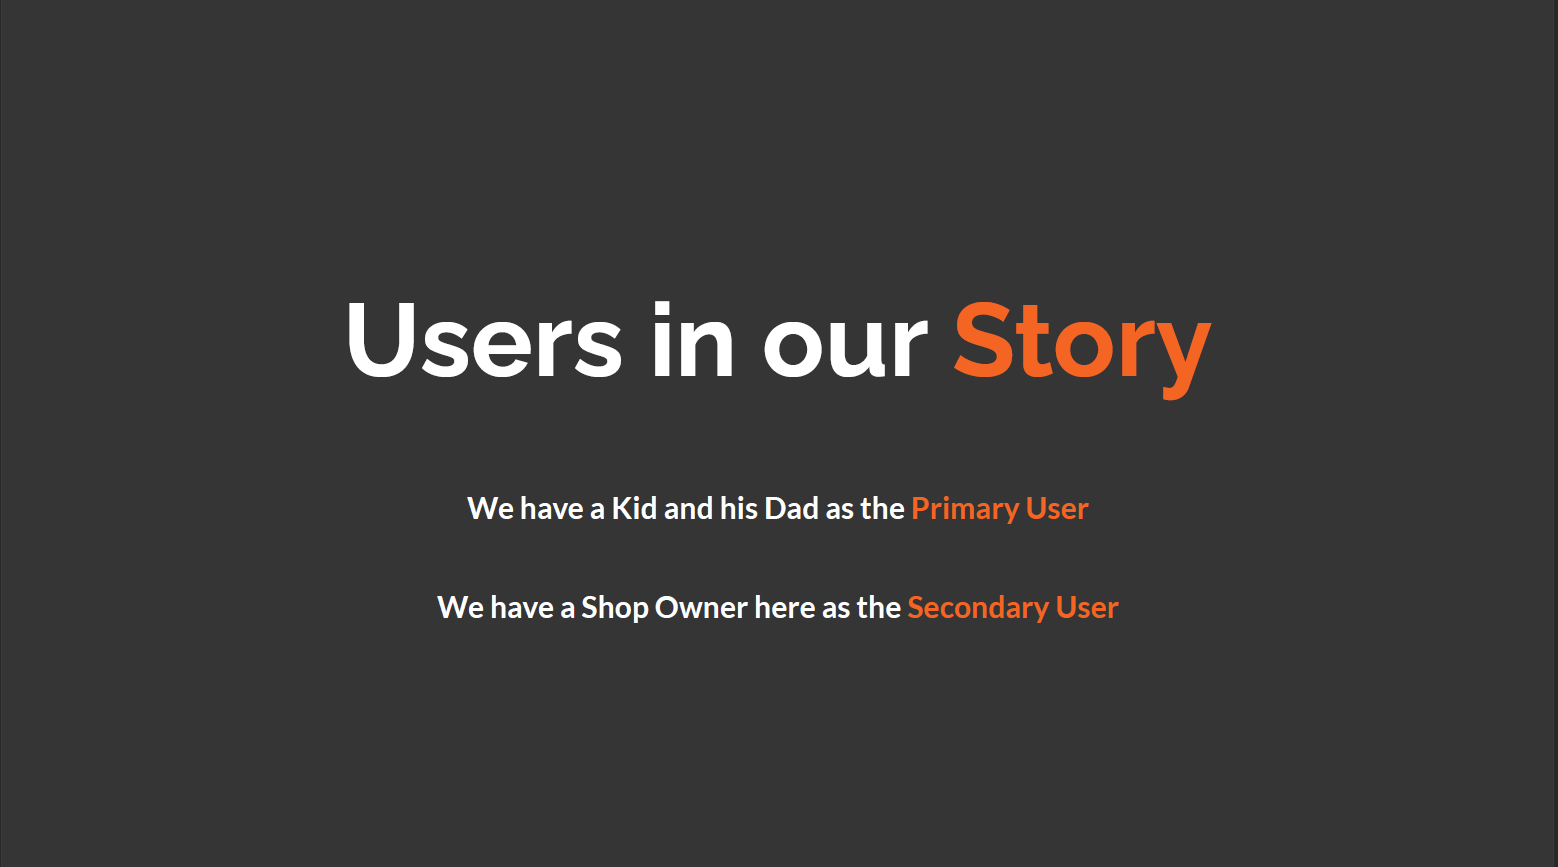 Users in our Story
We have a Kid and his Dad as the Primary User
We have a Shop Owner here as the Secondary User